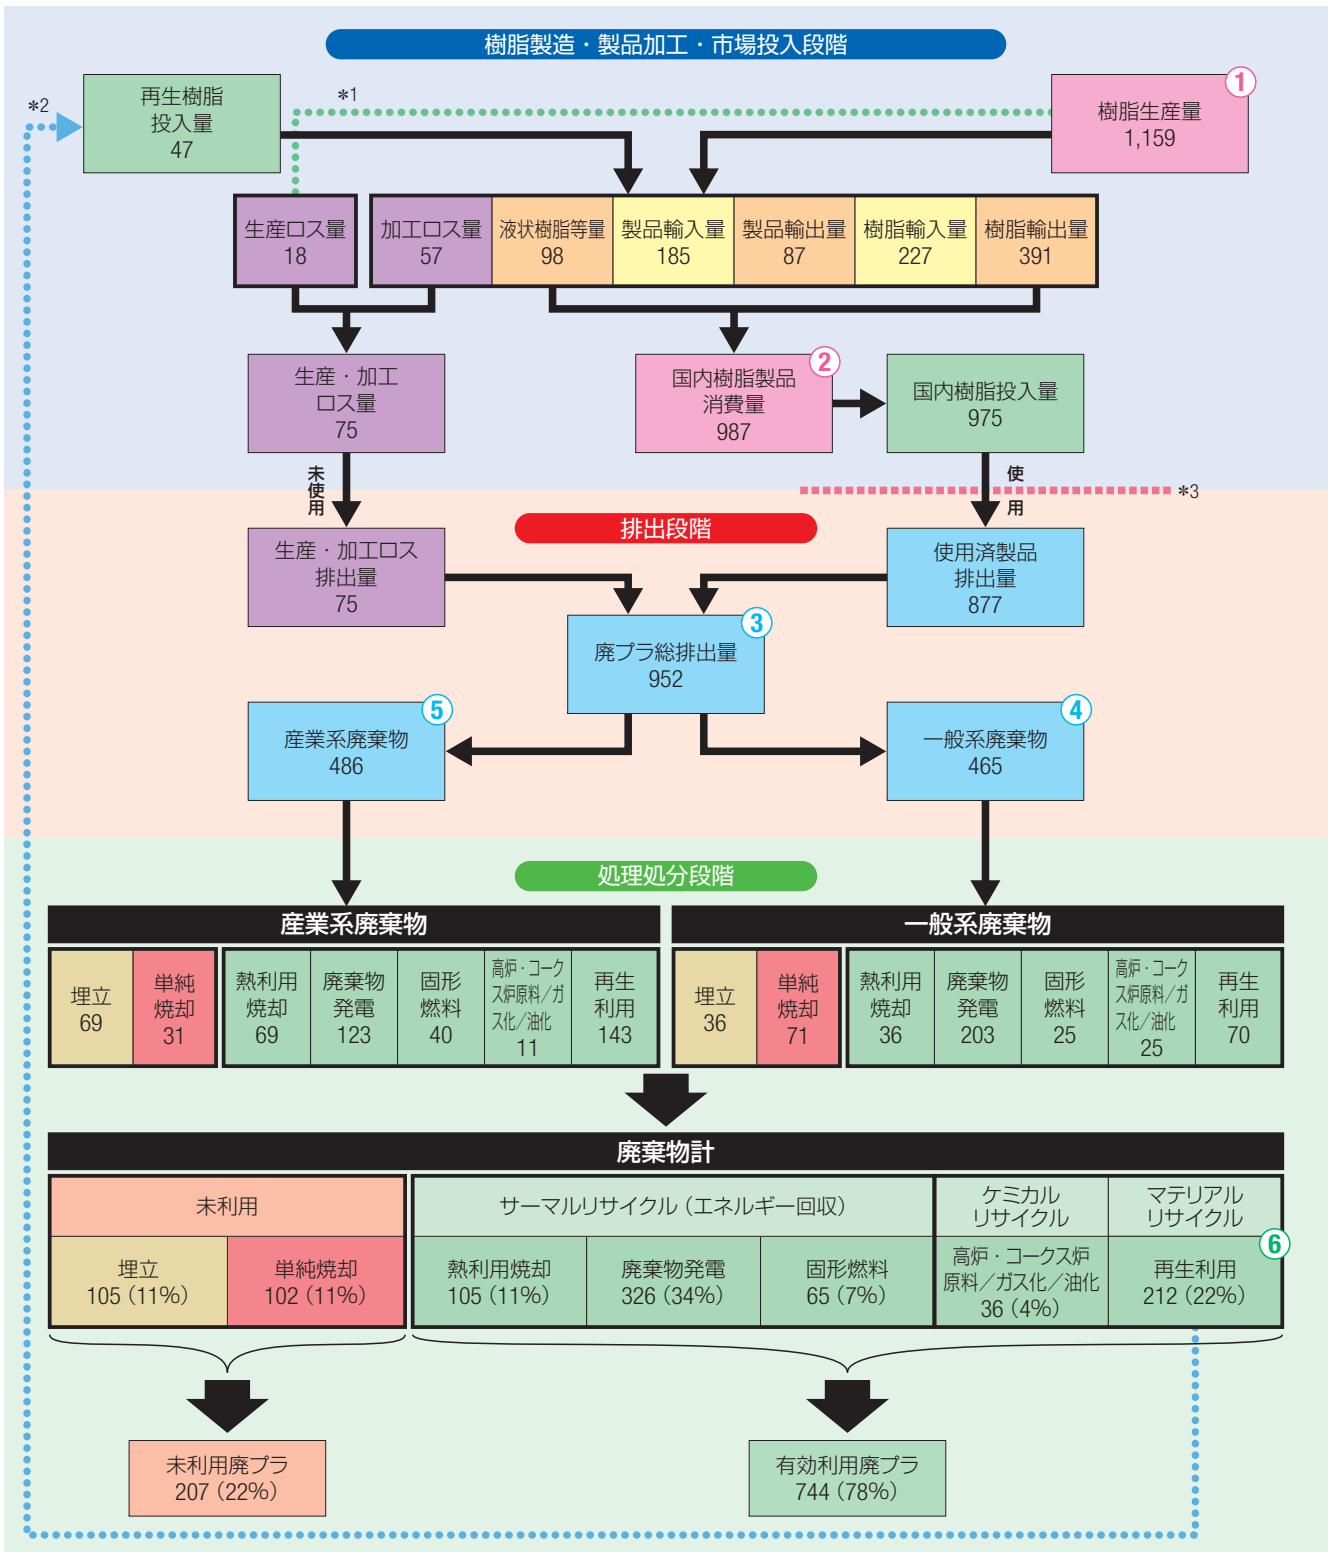 樹脂製造・製品加工・市場投入段階
*2
再生樹脂
投入量
47
*1
①
樹脂生産量
1,159
生産ロス量
18
加工ロス量
57
液状樹脂等量
98
製品輸入量
185
製品輸出量
87
樹脂輸入量
227
樹脂輸出量
391
生産・加工
ロス量
75
②
国内樹脂製品
消費量
987
国内樹脂投入量
975
未使用
使用
*3
排出段階
生産・加工ロス
排出量
75
使用済製品
排出量
877
③
廃プラ総排出量
952
⑤
産業系廃棄物
486
④
一般系廃棄物
465
処理処分段階
産業系廃棄物
埋立
69
単純
焼却
31
熱利用
焼却
69
廃棄物
発電
123
固形
燃料
40
高炉・コーク
ス炉原料／ガ
ス化／油化
11
再生
利用
143
一般系廃棄物
埋立
36
単純
焼却
71
熱利用
焼却
36
廃棄物
発電
203
固形
燃料
25
高炉・コーク
ス炉原料／ガ
ス化／油化
25
再生
利用
70
廃棄物計
未利用
サーマルリサイクル（エネルギー回収）
ケミカル
リサイクル
マテリアル
リサイクル
⑥
埋立
105（11%）
単純焼却
102（11%）
熱利用焼却
105（11%）
廃棄物発電
326（34%）
固形燃料
65（7%）
高炉・コークス炉
原料／ガス化／油化
36（4%）
再生利用
212（22%）
未利用廃プラ
207（22%）
有効利用廃プラ
744（78%）